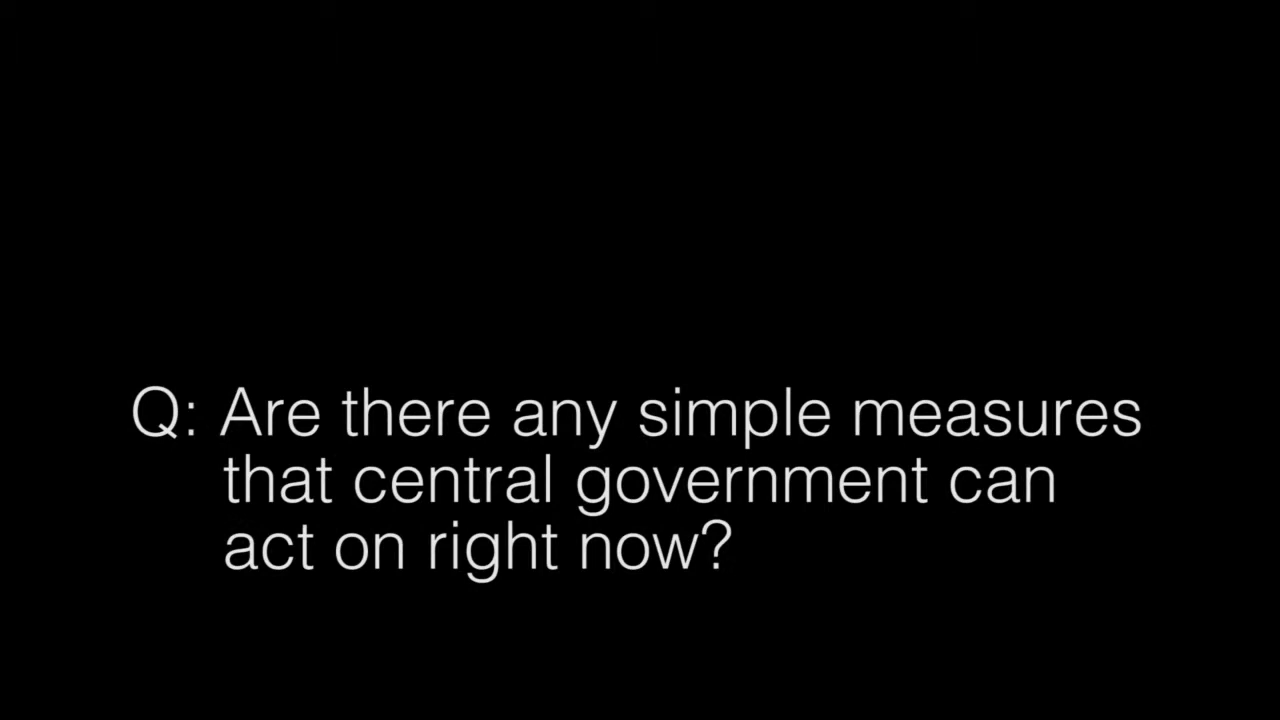 Q: Are there any simple measures
that central government can
act on right now?